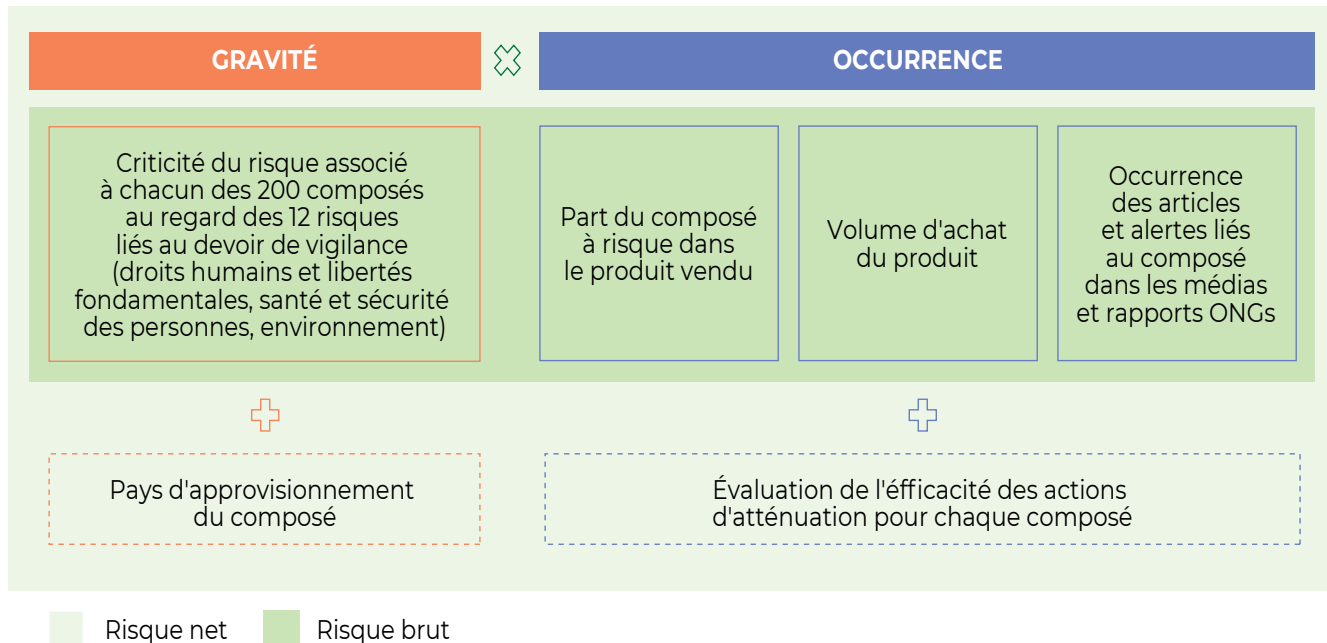 GRAVITÉ
OCCURRENCE
Criticité du risque associé
à chacun des 200 composés
au regard des 12 risques
liés au devoir de vigilance
(droits humains et libertés
fondamentales, santé et sécurité
des personnes, environnement)
Part du composé
à risque dans
le produit vendu
Volume d'achat
du produit
Occurrence
des articles
et alertes liés
au composé
dans les médias
et rapports ONGs
Pays d'approvisionnement
du composé
Évaluation de l'éfficacité des actions
d'atténuation pour chaque composé
Risque net
Risque brut